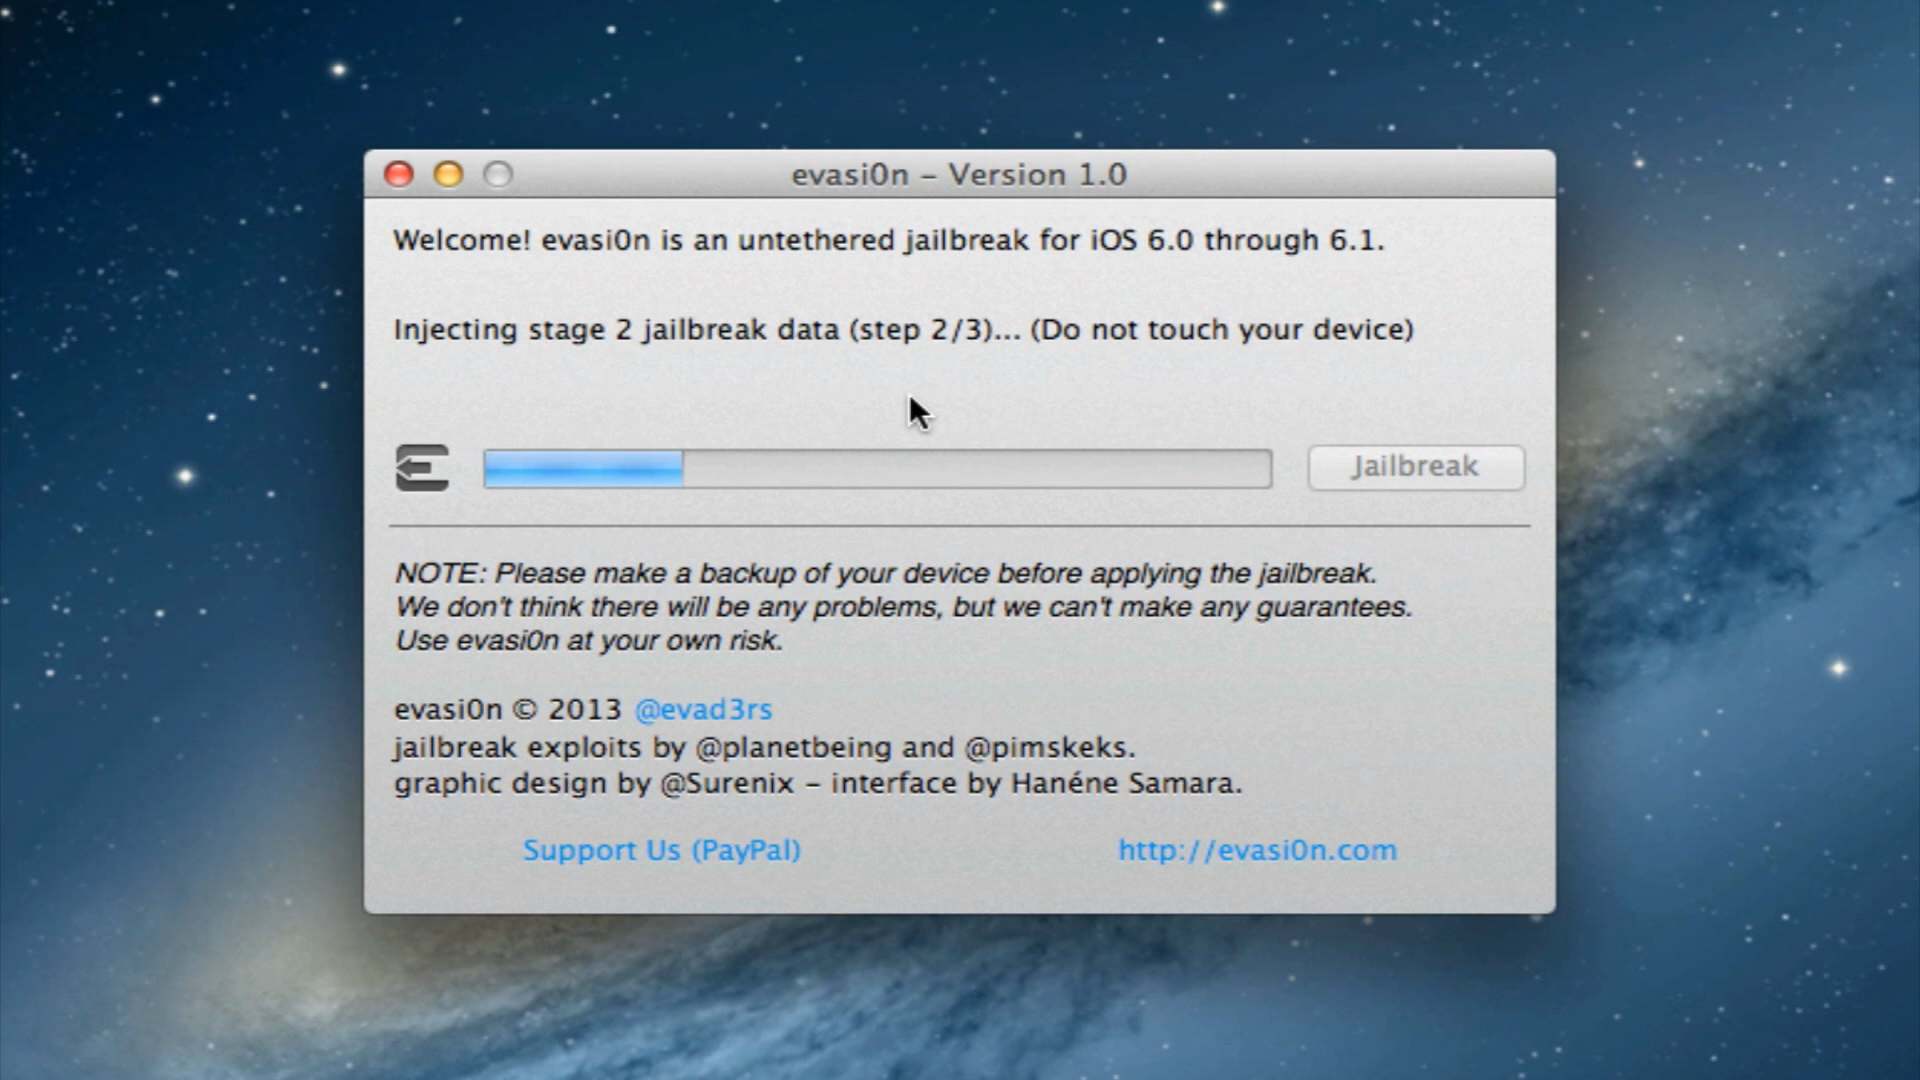 evasi0n – Version 1.0
Welcome! evasi0n is an untethered jailbreak for iOS 6.0 through 6.1.
Injecting stage 2 jailbreak data (step 2/3)... (Do not touch your device)
Jailbreak
NOTE: Please make a backup of your device before applying the jailbreak.
We don't think there will be any problems, but we can't make any guarantees.
Use evasi0n at your own risk.
evasi0n © 2013 @evad3rs
jailbreak exploits by @planetbeing and @pimskeks.
graphic design by @Surenix – interface by Hanéne Samara.
Support Us (PayPal)
http://evasi0n.com